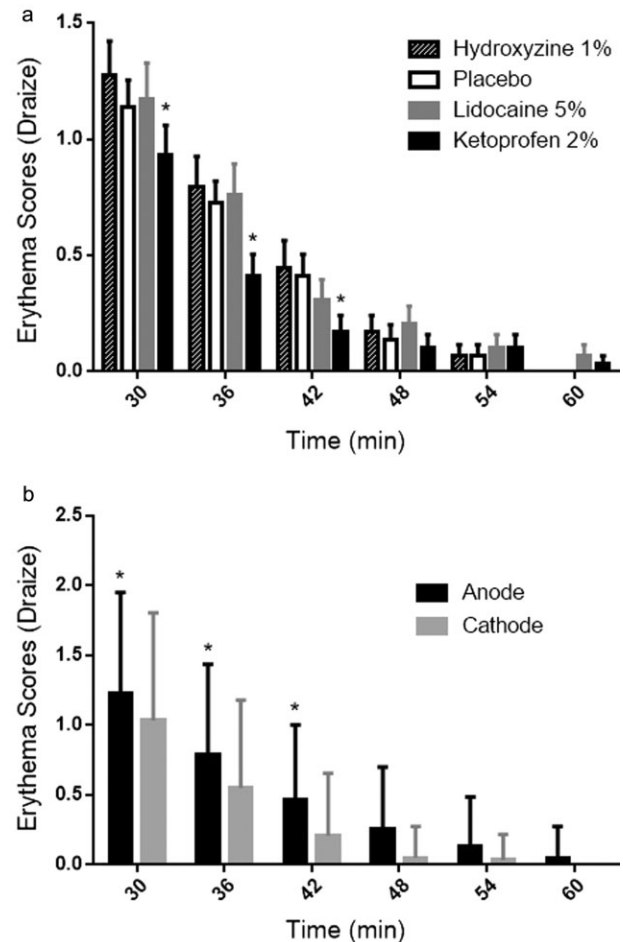 a
1.5
1.0
0.5
0.0
Erythema Scores (Draize)
Hydroxyzine 1%
Placebo
Lidocaine 5%
Ketoprofen 2%
*
*
*
30 36 42 48 54 60
Time (min)
b
2.5
2.0
1.5
1.0
0.5
0.0
Erythema Scores (Draize)
Anode
Cathode
*
*
*
30 36 42 48 54 60
Time (min)